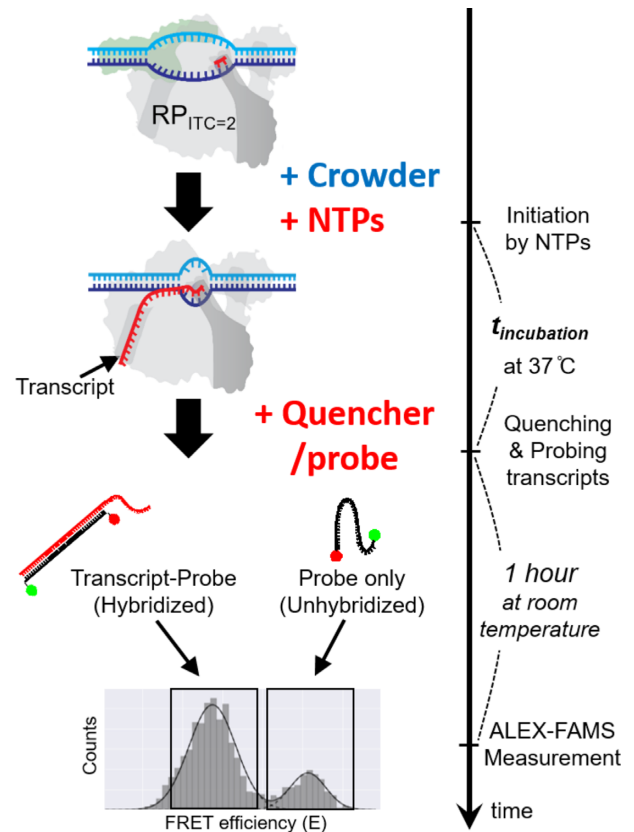 RP ITC=2
+ Crowder
+ NTPs
Initiation
by NTPs
t incubation
at 37 ℃
Transcript
+ Quencher
/probe
Quenching
& Probing
transcripts
Transcript-Probe
(Hybridized)
Probe only
(Unhybridized)
1 hour
at room
temperature
Counts
FRET efficiency (E)
ALEX-FAMS
Measurement
time